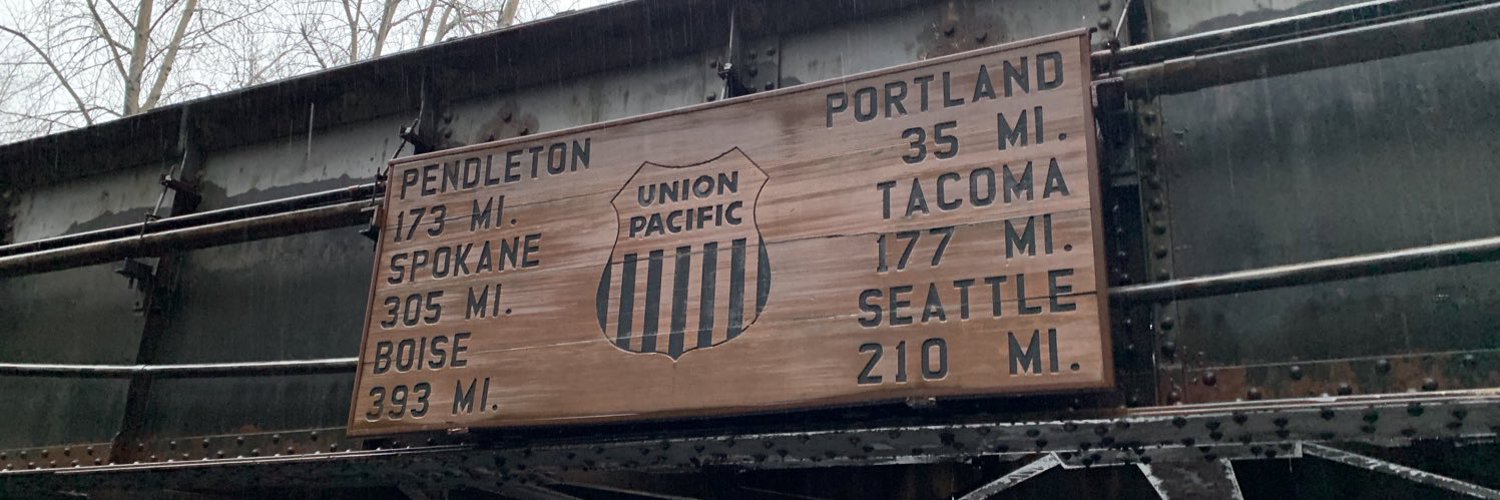 PENDLETON
173 MI.
SPOKANE
305 MI.
BOISE
393 MI.
UNION
PACIFIC
PORTLAND
35 MI.
TACOMA
177 MI.
SEATTLE
210 MI.